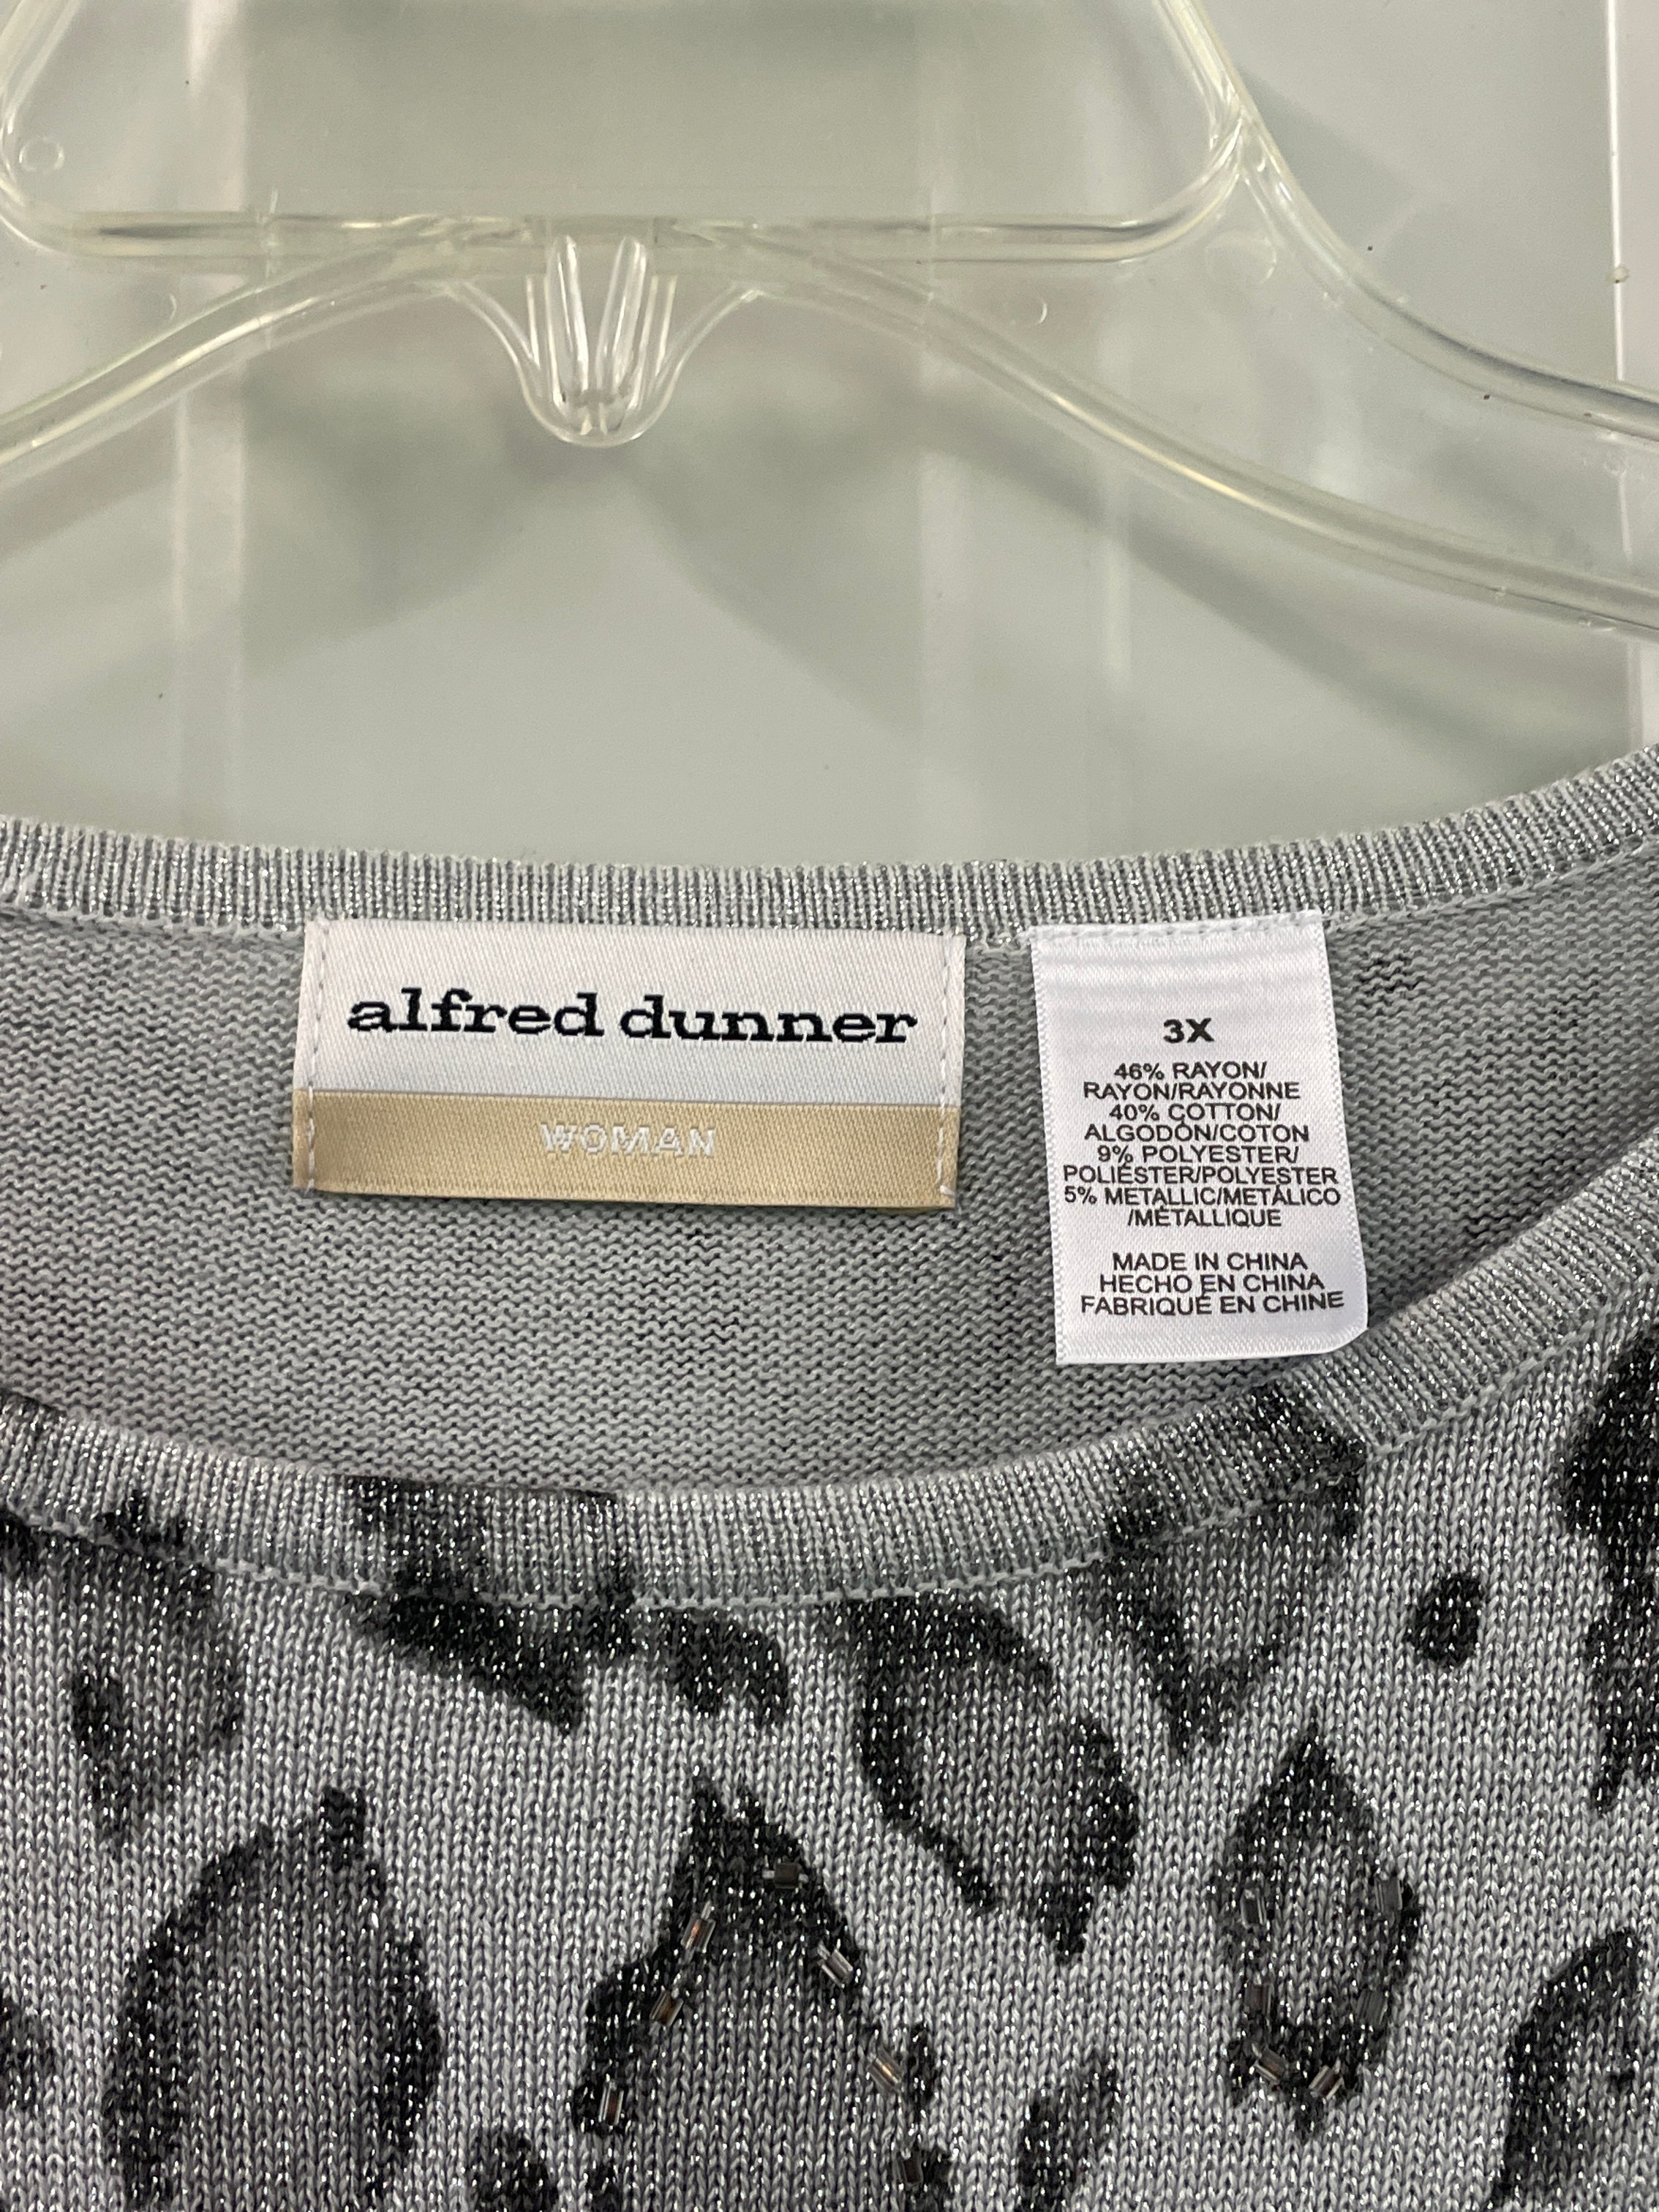 alfred dunner
WOMAN
3X
46% RAYON/
RAYON/RAYONNE
40% COTTON/
ALGODÓN/COTON
9% POLYESTER/
POLIÉSTER/POLYESTER
5% METALLIC/METÁLICO
/MÉTALLIQUE
MADE IN CHINA
HECHO EN CHINA
FABRIQUÉ EN CHINE